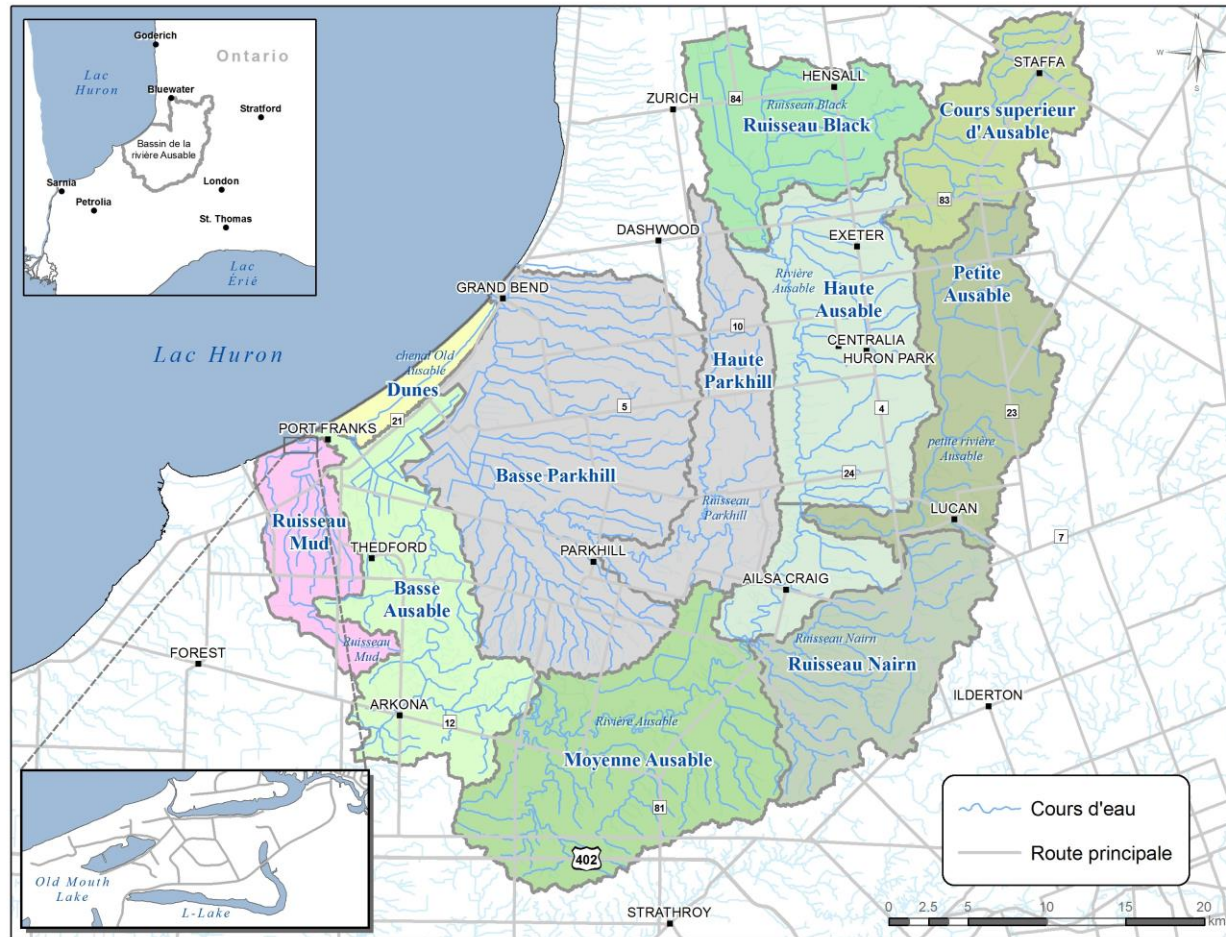 Goderich
Ontario
Lac
Huron
Bluewater
Stratford
Bassin de la
rivière Ausable
Sarnia
London
Petrolia
St. Thomas
Lac
Érié
N
W
S
STAFFA
HENSALL
84
ZURICH
Ruisseau Black
Ruisseau Black
Cours superieur
d'Ausable
83
DASHWOOD
EXETER
Rivière
Ausable
Haute
Ausable
Petite
Ausable
GRAND BEND
Lac Huron
chenal Old
Ausable
Dunes
10
Haute
Parkhill
CENTRALIA
HURON PARK
21
5
4
23
PORT FRANKS
Basse Parkhill
24
petite rivière
Ausable
Ruisseau
Parkhill
LUCAN
Ruisseau
Mud
THEDFORD
PARKHILL
7
Basse
Ausable
AILSA CRAIG
Ruisseau
Mud
Ruisseau Nairn
Ruisseau Nairn
FOREST
ILDERTON
ARKONA
12
Rivière Ausable
Moyenne Ausable
81
402
STRATHROY
Old Mouth
Lake
L-Lake
Cours d'eau
Route principale
0 2.5 5 10 15 20
km